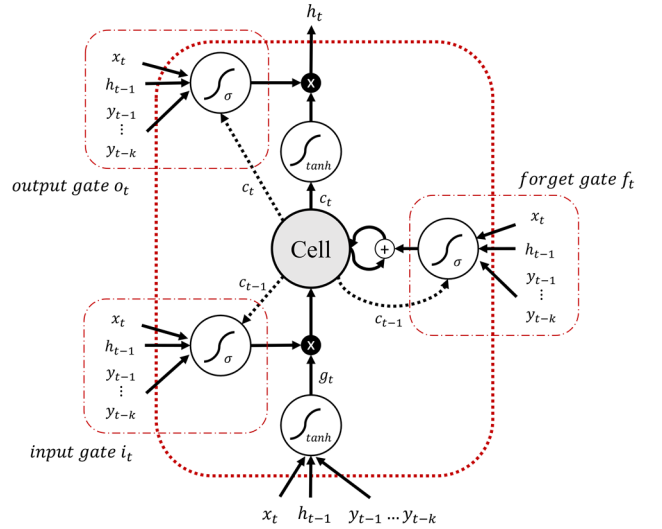 h_t
x_t
h_{t-1}
y_{t-1}
⋮
y_{t-k}
σ
x
tanh
output gate o_t
c_t
c_t
forget gate f_t
Cell
+
σ
x_t
h_{t-1}
y_{t-1}
⋮
y_{t-k}
c_{t-1}
c_{t-1}
x_t
h_{t-1}
y_{t-1}
⋮
y_{t-k}
σ
x
g_t
input gate i_t
tanh
x_t h_{t-1} y_{t-1} … y_{t-k}